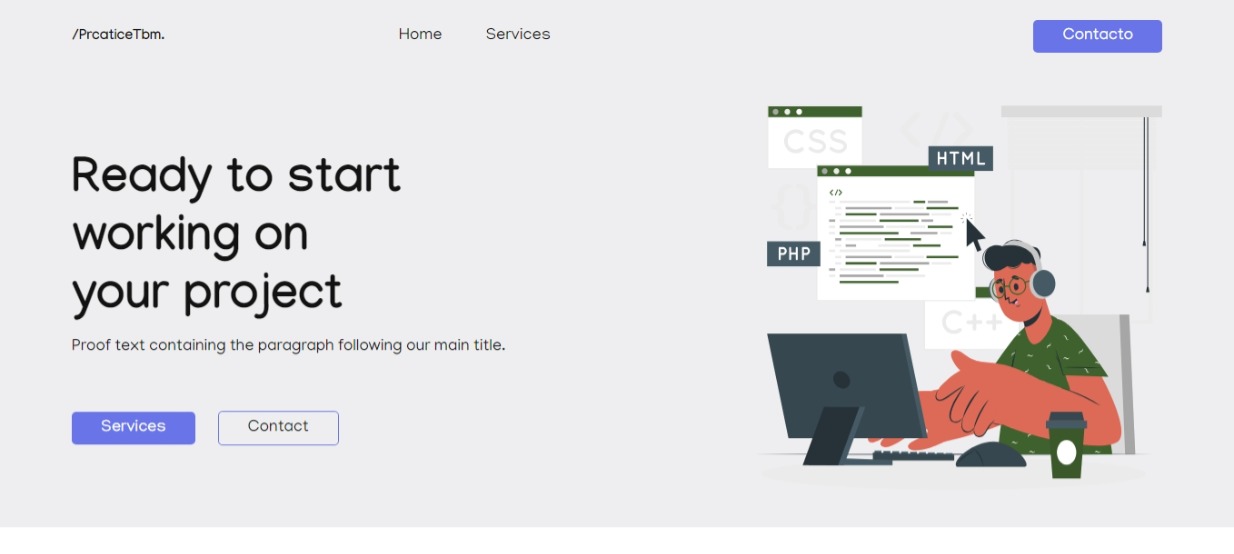 /PrcaticeTbm.
Home
Services
Contacto
Ready to start
working on
your project
Proof text containing the paragraph following our main title.
Services
Contact
CSS
</>
HTML
</>
{}
PHP
C++